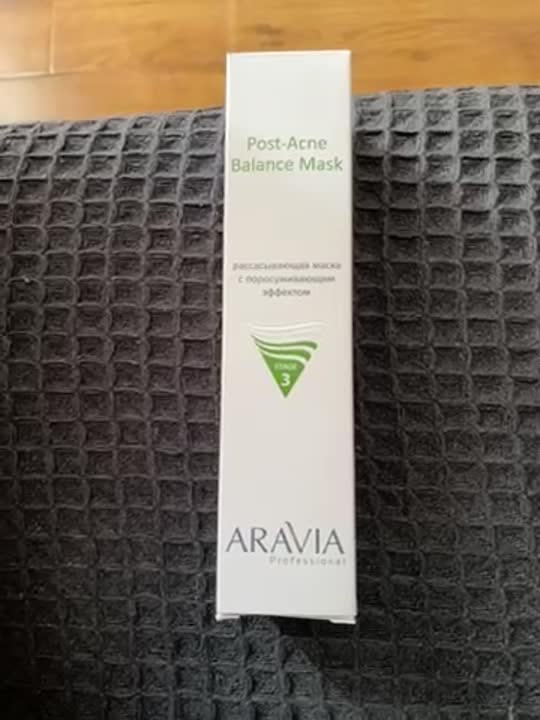 Post-Acne
Balance Mask
рассасывающая маска
с поросуживающим
эффектом
STAGE
3
ARAVIA
Professional